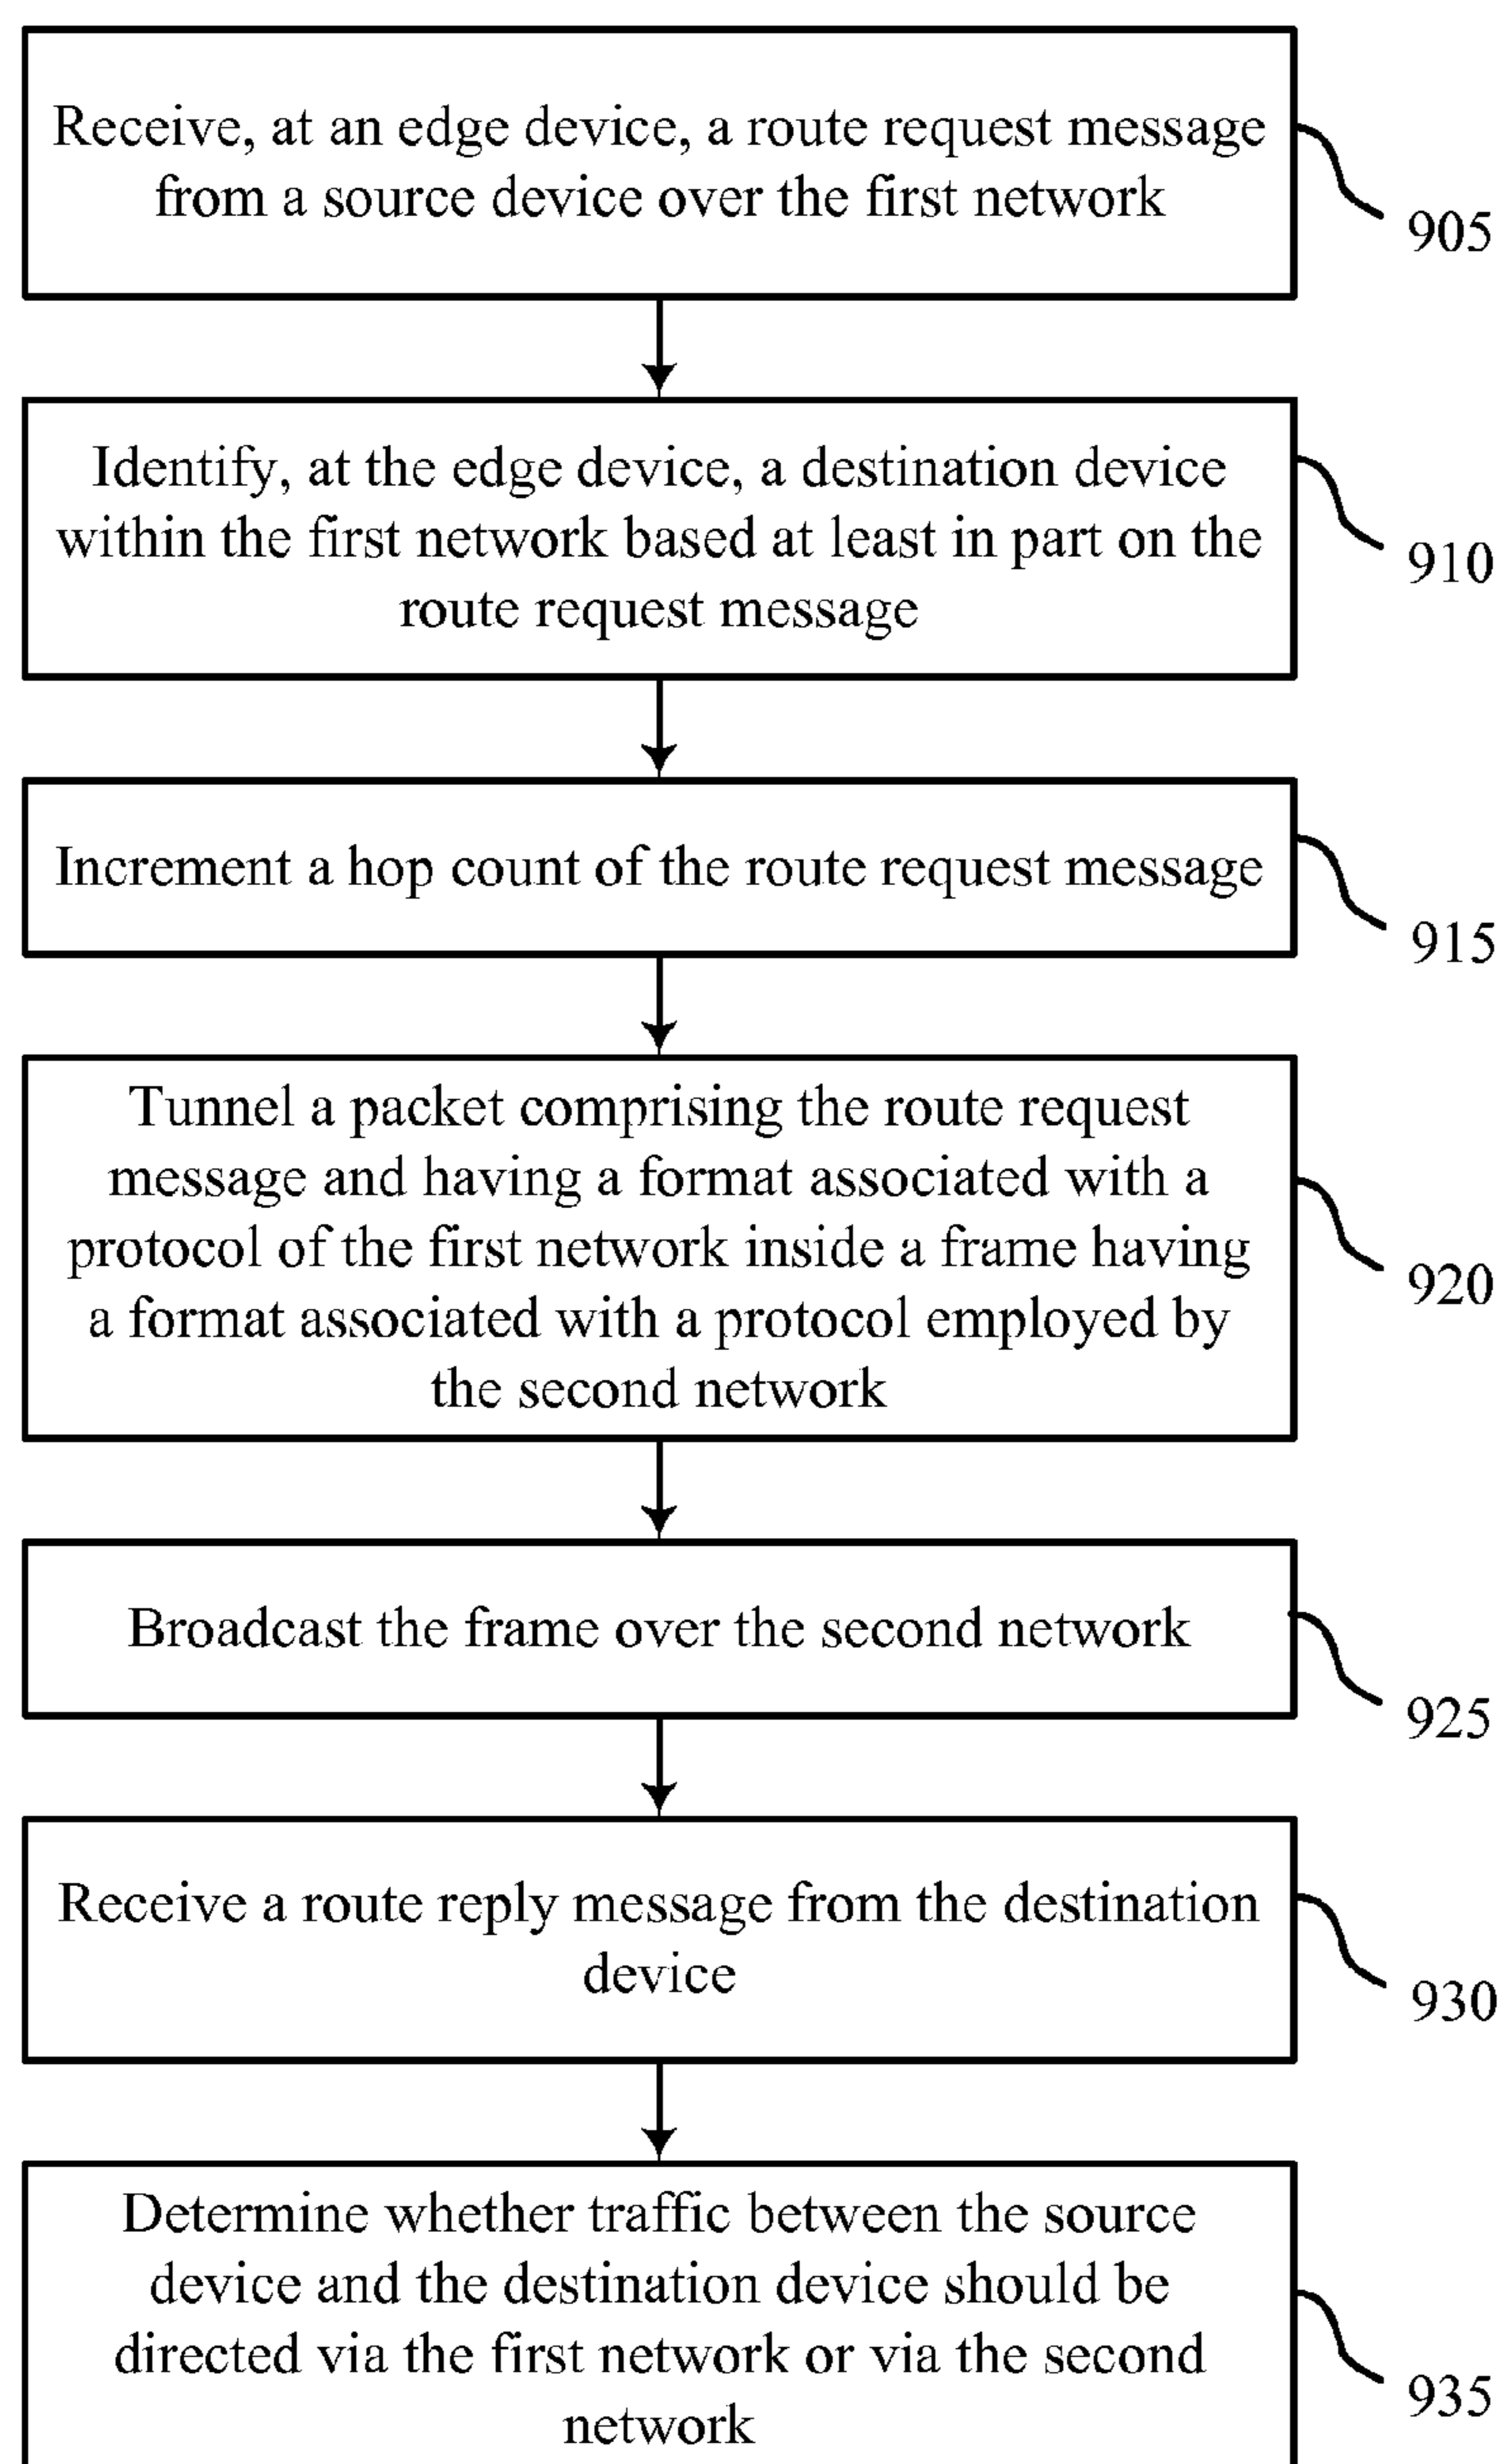 Receive, at an edge device, a route request message
from a source device over the first network
905
Identify, at the edge device, a destination device
within the first network based at least in part on the
route request message
910
Increment a hop count of the route request message
915
Tunnel a packet comprising the route request
message and having a format associated with a
protocol of the first network inside a frame having
a format associated with a protocol employed by
the second network
920
Broadcast the frame over the second network
925
Receive a route reply message from the destination
device
930
Determine whether traffic between the source
device and the destination device should be
directed via the first network or via the second
network
935